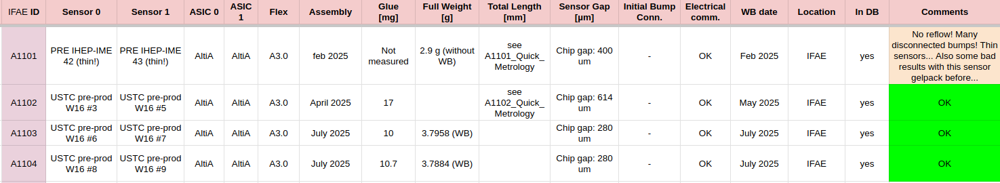 IFAE ID Sensor 0 Sensor 1 ASIC 0 ASIC 1 Flex Assembly Glue [mg] Full Weight [g] Total Length [mm] Sensor Gap [µm] Initial Bump Conn. Electrical comm. WB date Location In DB Comments
A1101 PRE IHEP-IME 42 (thin!) PRE IHEP-IME 43 (thin!) AltiA AltiA A3.0 feb 2025 Not measured 2.9 g (without WB) see A1101_Quick_Metrology Chip gap: 400 um - OK Feb 2025 IFAE yes No reflow! Many disconnected bumps! Thin sensors... Also some bad results with this sensor gelpack before...
A1102 USTC pre-prod W16 #3 USTC pre-prod W16 #5 AltiA AltiA A3.0 April 2025 17 see A1102_Quick_Metrology Chip gap: 614 um - OK May 2025 IFAE yes OK
A1103 USTC pre-prod W16 #6 USTC pre-prod W16 #7 AltiA AltiA A3.0 July 2025 10 3.7958 (WB) Chip gap: 280 um - OK July 2025 IFAE yes OK
A1104 USTC pre-prod W16 #8 USTC pre-prod W16 #9 AltiA AltiA A3.0 July 2025 10.7 3.7884 (WB) Chip gap: 280 um - OK July 2025 IFAE yes OK